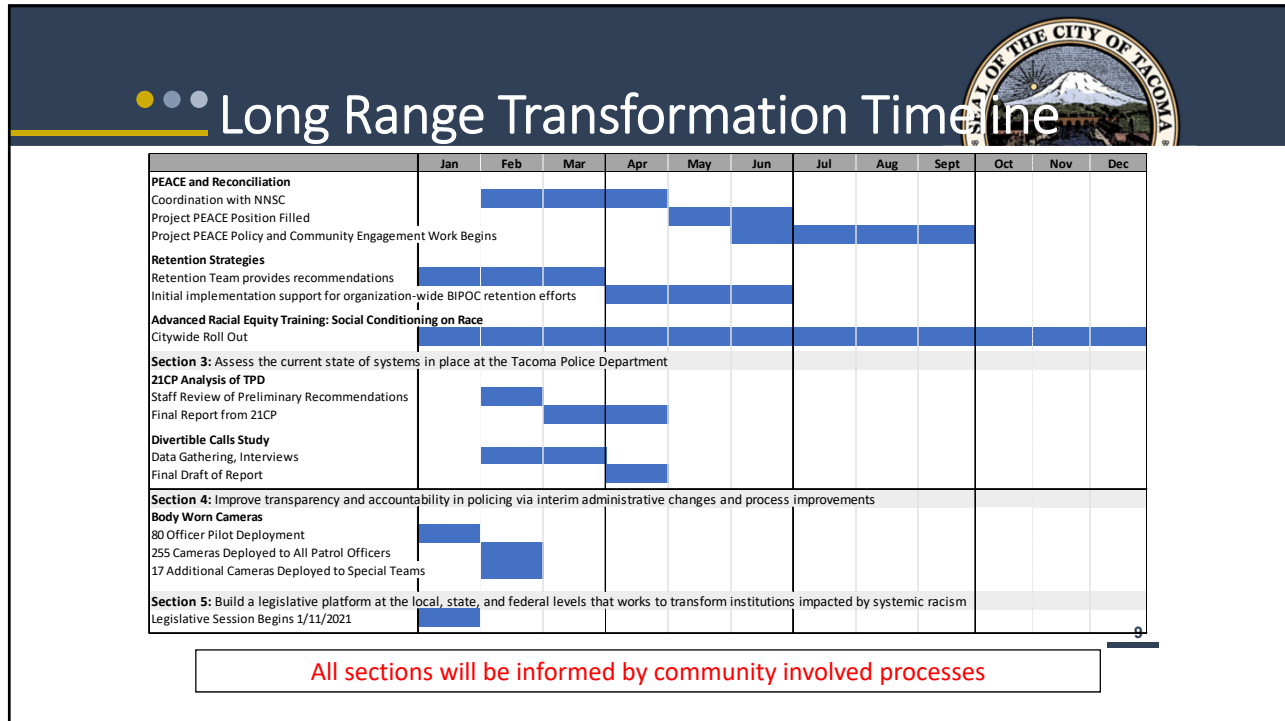 SEAL OF THE CITY OF TACOMA
Long Range Transformation Timeline
Jan Feb Mar Apr May Jun Jul Aug Sept Oct Nov Dec
PEACE and Reconciliation
Coordination with NNSC
Project PEACE Position Filled
Project PEACE Policy and Community Engagement Work Begins
Retention Strategies
Retention Team provides recommendations
Initial implementation support for organization-wide BIPOC retention efforts
Advanced Racial Equity Training: Social Conditioning on Race
Citywide Roll Out
Section 3: Assess the current state of systems in place at the Tacoma Police Department
21CP Analysis of TPD
Staff Review of Preliminary Recommendations
Final Report from 21CP
Divertible Calls Study
Data Gathering, Interviews
Final Draft of Report
Section 4: Improve transparency and accountability in policing via interim administrative changes and process improvements
Body Worn Cameras
80 Officer Pilot Deployment
255 Cameras Deployed to All Patrol Officers
17 Additional Cameras Deployed to Special Teams
Section 5: Build a legislative platform at the local, state, and federal levels that works to transform institutions impacted by systemic racism
Legislative Session Begins 1/11/2021
9
All sections will be informed by community involved processes